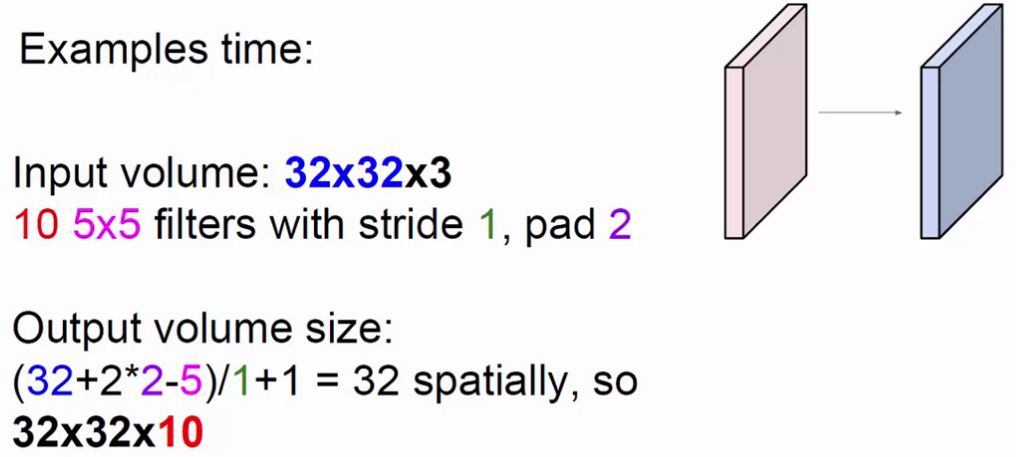 Examples time:
Input volume: 32x32x3
10 5x5 filters with stride 1, pad 2
Output volume size:
(32+2*2-5)/1+1 = 32 spatially, so
32x32x10